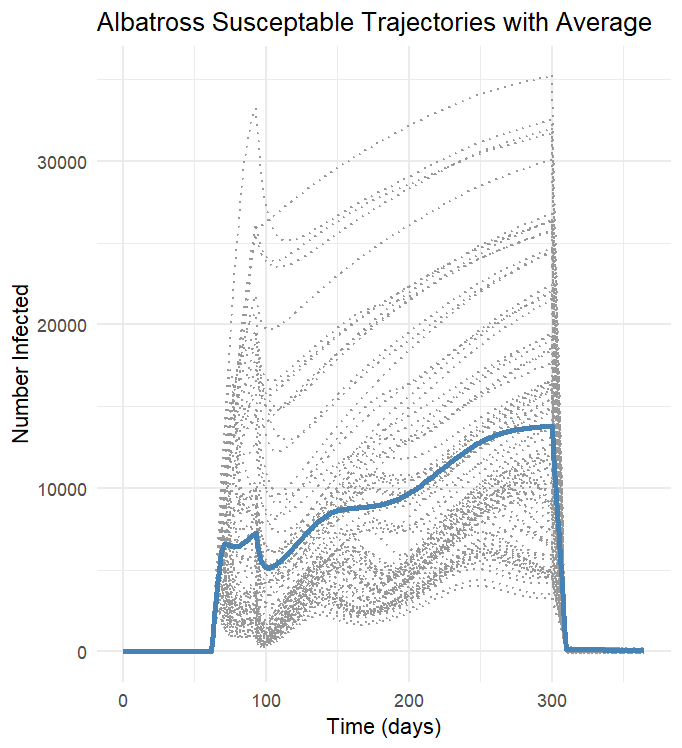 Albatross Susceptable Trajectories with Average
Number Infected
30000
20000
10000
0
0 100 200 300
Time (days)